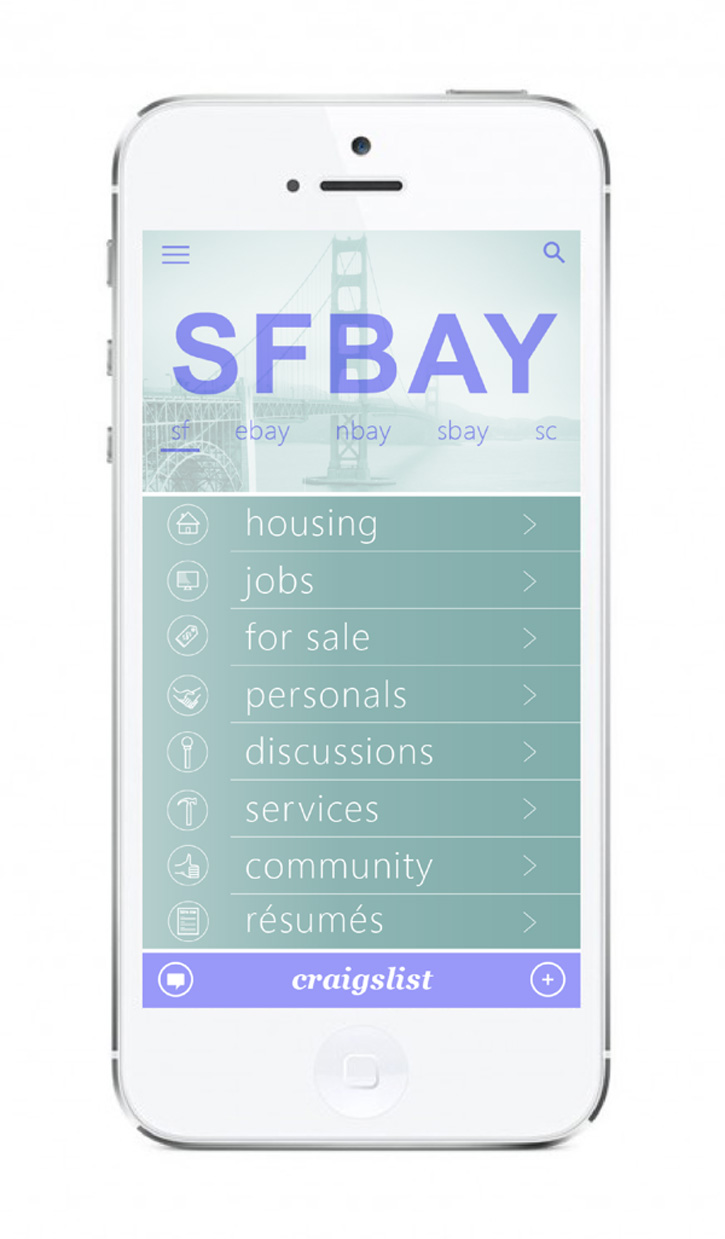 SFBAY
sf ebay nbay sbay sc
housing
jobs
for sale
personals
discussions
services
community
résumés
craigslist